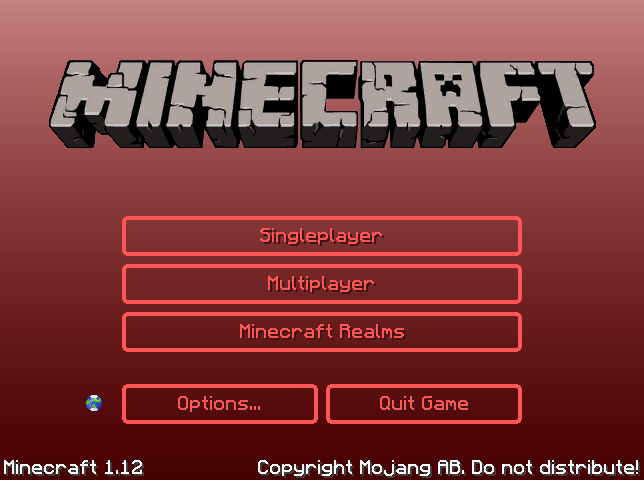 MINECRAFT
Singleplayer
Multiplayer
Minecraft Realms
Options...
Quit Game
Minecraft 1.12
Copyright Mojang AB. Do not distribute!